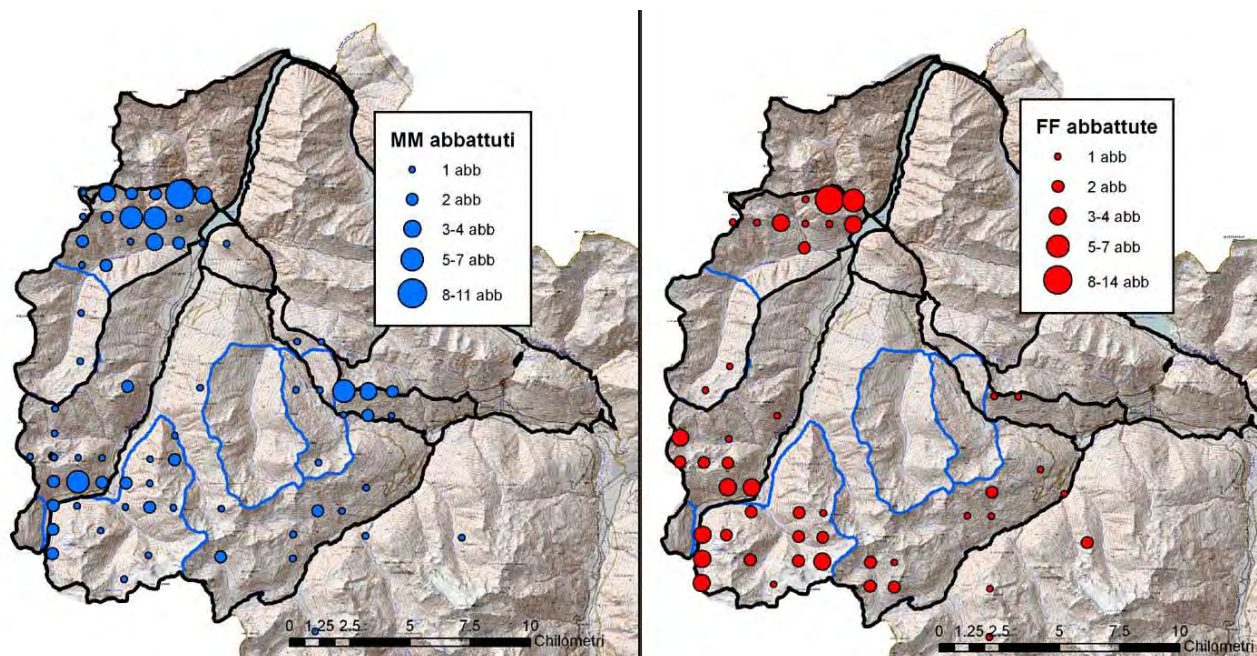 MM abbattuti
1 abb
2 abb
3-4 abb
5-7 abb
8-11 abb
0 1.25 2.5 5 7.5 10
Chilometri
FF abbattute
1 abb
2 abb
3-4 abb
5-7 abb
8-14 abb
0 1.25 2.5 5 7.5 10
Chilometri